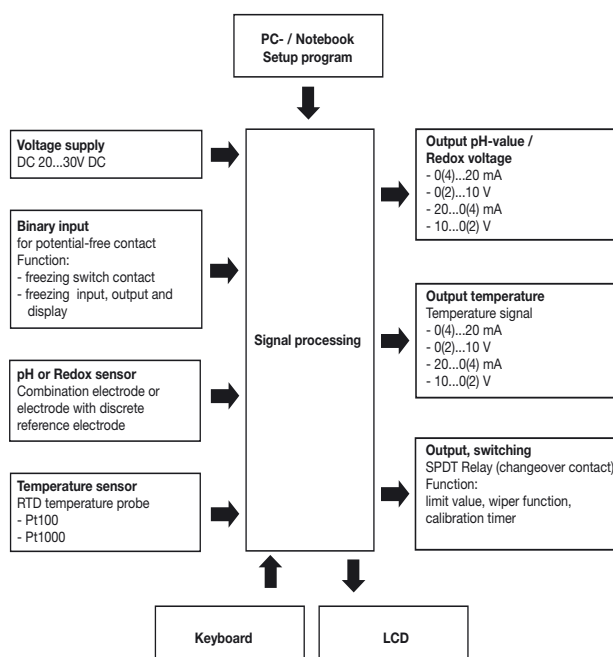 PC- / Notebook
Setup program
Voltage supply
DC 20...30V DC
Binary input
for potential-free contact
Function:
- freezing switch contact
- freezing input, output and
display
pH or Redox sensor
Combination electrode or
electrode with discrete
reference electrode
Temperature sensor
RTD temperature probe
- Pt100
- Pt1000
Signal processing
Output pH-value /
Redox voltage
- 0(4)...20 mA
- 0(2)...10 V
- 20...0(4) mA
- 10...0(2) V
Output temperature
Temperature signal
- 0(4)...20 mA
- 0(2)...10 V
- 20...0(4) mA
- 10...0(2) V
Output, switching
SPDT Relay (changeover contact)
Function:
limit value, wiper function,
calibration timer
Keyboard
LCD